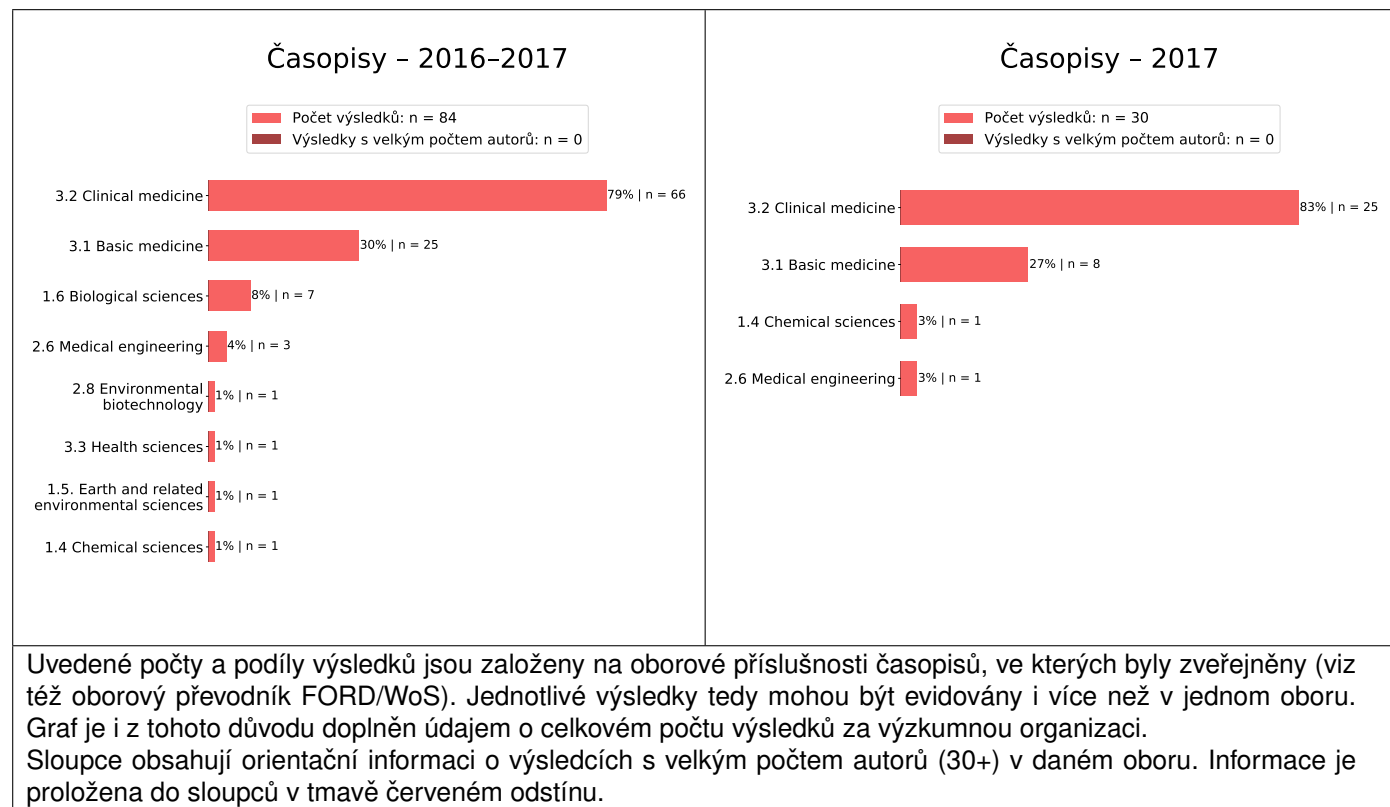 Časopisy – 2016–2017
Počet výsledků: n = 84
Výsledky s velkým počtem autorů: n = 0
3.2 Clinical medicine 79% | n = 66
3.1 Basic medicine 30% | n = 25
1.6 Biological sciences 8% | n = 7
2.6 Medical engineering 4% | n = 3
2.8 Environmental
biotechnology 1% | n = 1
3.3 Health sciences 1% | n = 1
1.5. Earth and related
environmental sciences 1% | n = 1
1.4 Chemical sciences 1% | n = 1
Časopisy – 2017
Počet výsledků: n = 30
Výsledky s velkým počtem autorů: n = 0
3.2 Clinical medicine 83% | n = 25
3.1 Basic medicine 27% | n = 8
1.4 Chemical sciences 3% | n = 1
2.6 Medical engineering 3% | n = 1
Uvedené počty a podíly výsledků jsou založeny na oborové příslušnosti časopisů, ve kterých byly zveřejněny (viz
též oborový převodník FORD/WoS). Jednotlivé výsledky tedy mohou být evidovány i více než v jednom oboru.
Graf je i z tohoto důvodu doplněn údajem o celkovém počtu výsledků za výzkumnou organizaci.
Sloupce obsahují orientační informaci o výsledcích s velkým počtem autorů (30+) v daném oboru. Informace je
proložena do sloupců v tmavě červeném odstínu.